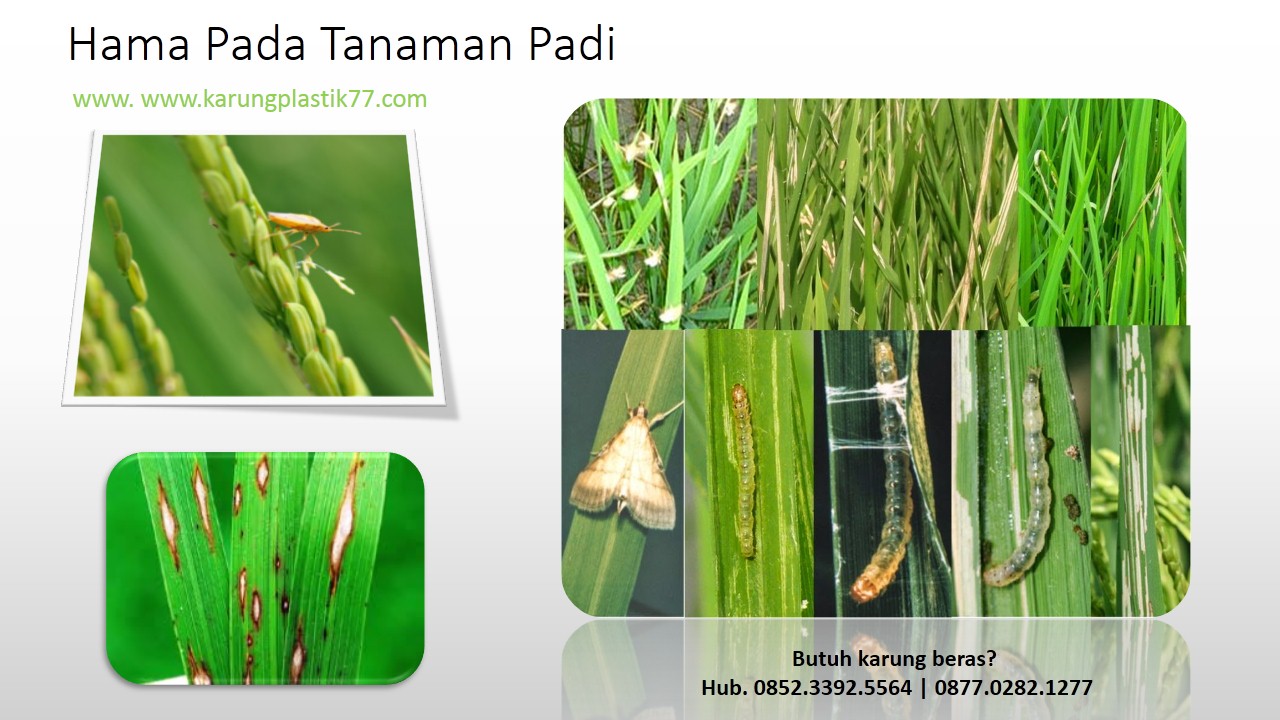 Hama Pada Tanaman Padi
www. www.karungplastik77.com
Butuh karung beras?
Hub. 0852.3392.5564 | 0877.0282.1277